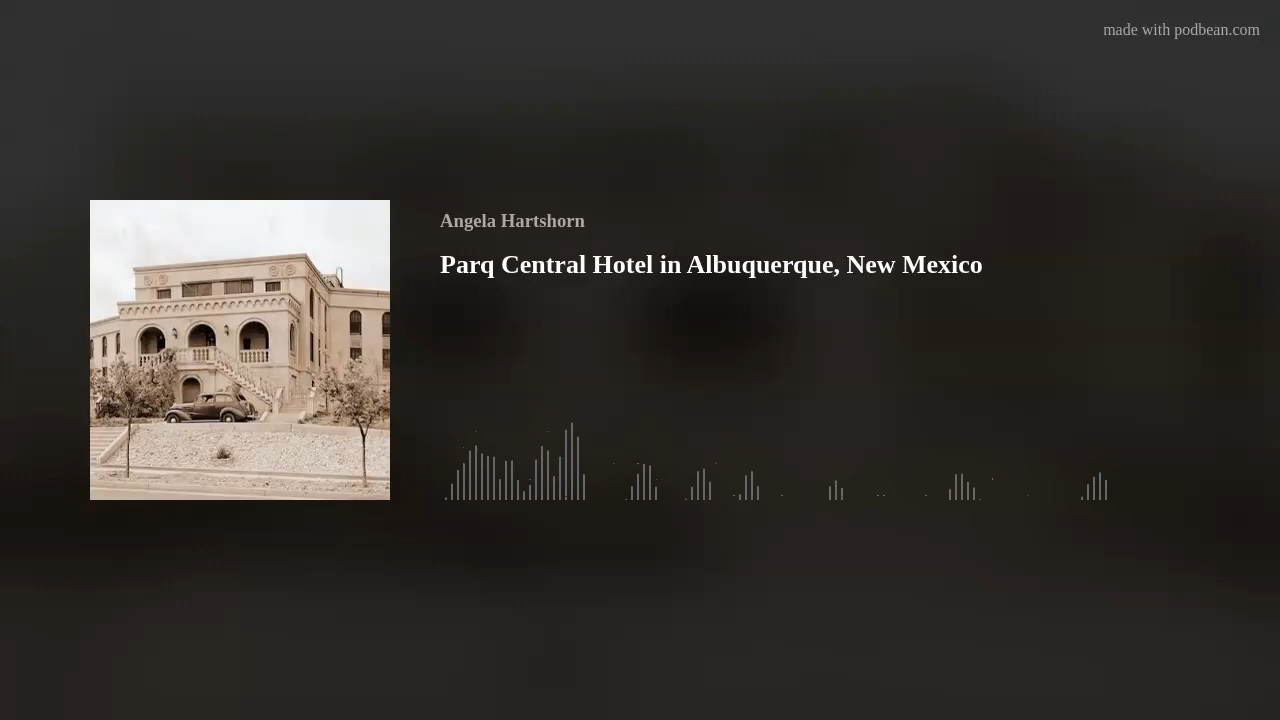 made with podbean.com
Angela Hartshorn
Parq Central Hotel in Albuquerque, New Mexico